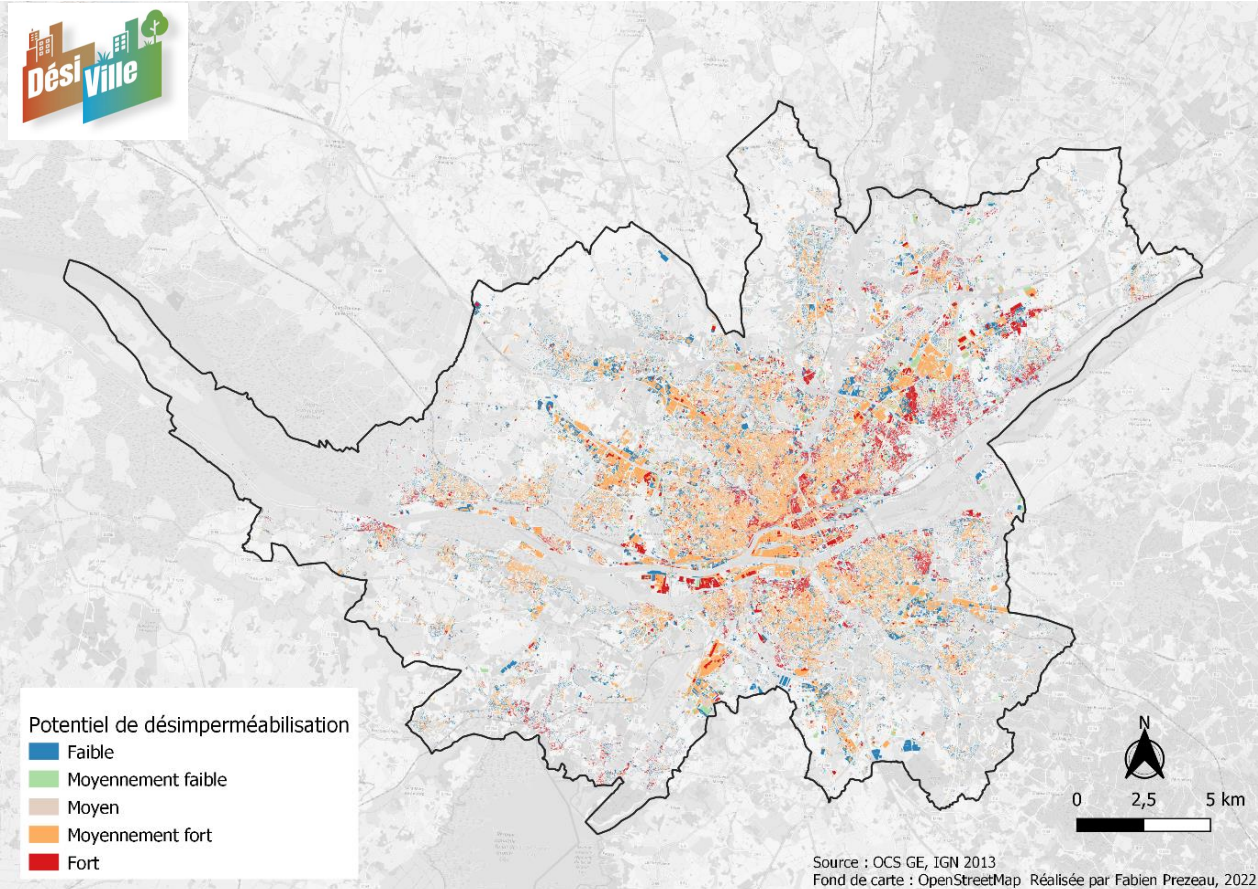 Dési
Ville
Potentiel de désimperméabilisation
Faible
Moyennement faible
Moyen
Moyennement fort
Fort
N
0 2,5 5 km
Source : OCS GE, IGN 2013
Fond de carte : OpenStreetMap Réalisée par Fabien Prezeau, 2022